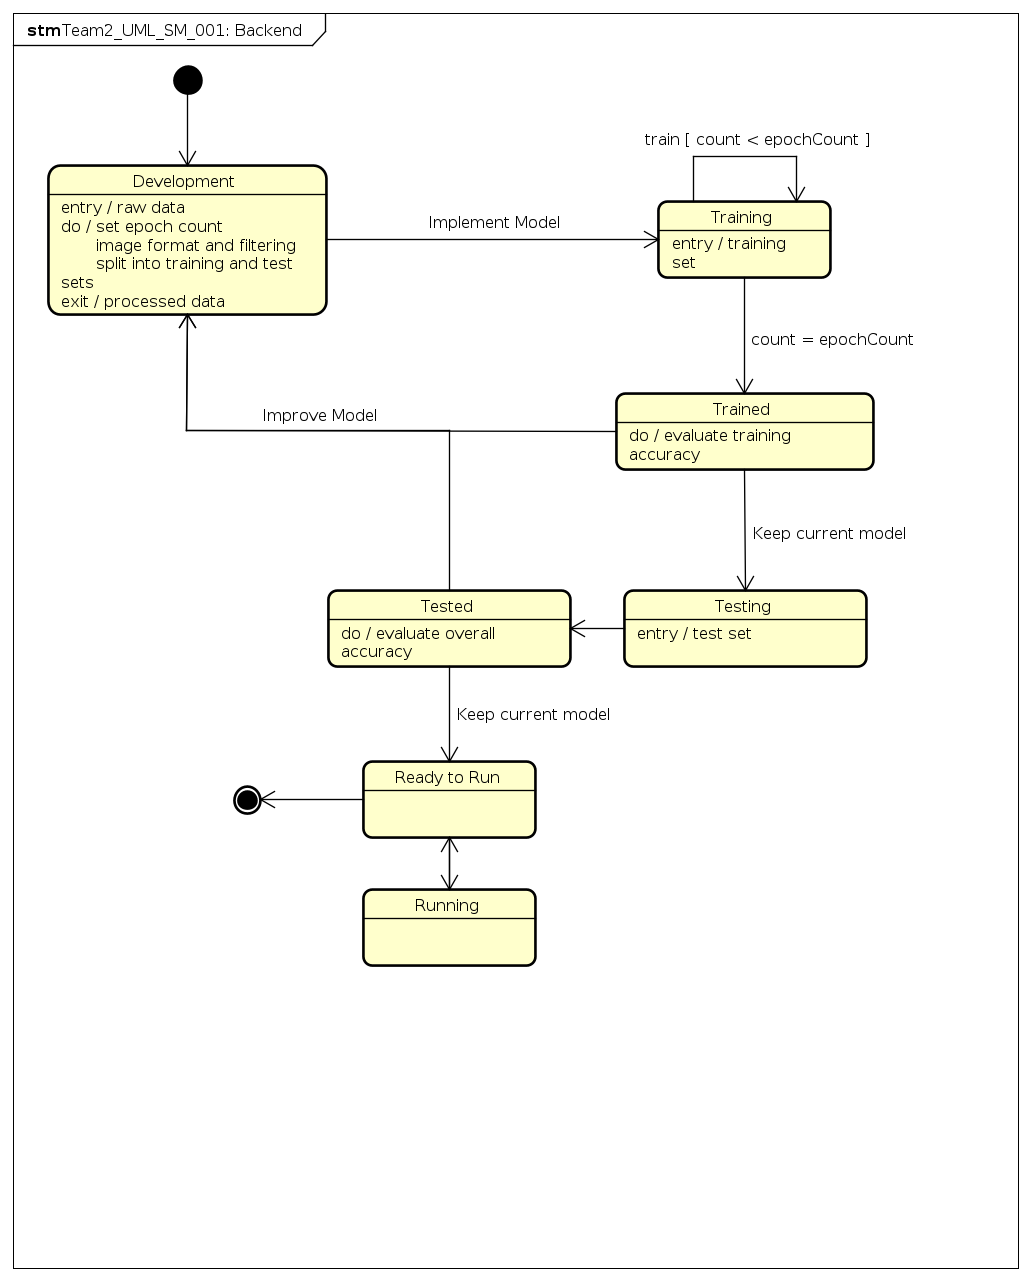 stmTeam2_UML_SM_001: Backend
train [ count < epochCount ]
Development
entry / raw data
do / set epoch count
image format and filtering
split into training and test
sets
exit / processed data
Implement Model
Training
entry / training
set
count = epochCount
Improve Model
Trained
do / evaluate training
accuracy
Keep current model
Tested
do / evaluate overall
accuracy
Testing
entry / test set
Keep current model
Ready to Run
Running